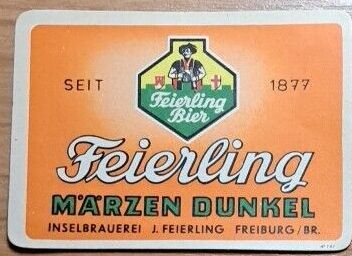 SEIT 1877
Feierling
Bier
Feierling
MÄRZEN DUNKEL
INSELBRAUEREI J. FEIERLING FREIBURG/BR.